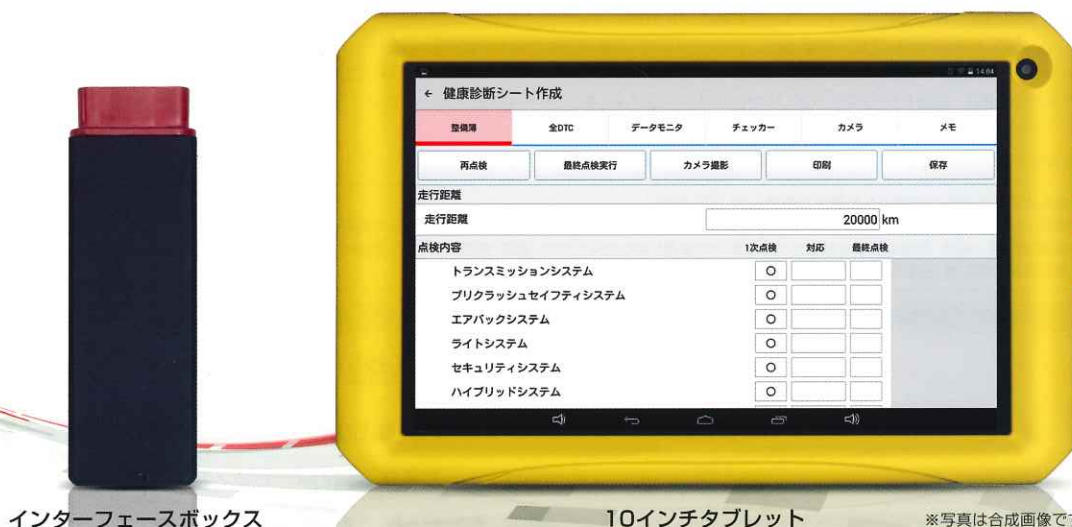 14:04
← 健康診断シート作成
整備簿 全DTC データモニタ チェッカー カメラ メモ
再点検 最終点検実行 カメラ撮影 印刷 保存
走行距離
走行距離 20000 km
点検内容 1次点検 対応 最終点検
トランスミッションシステム ○
プリクラッシュセイフティシステム ○
エアバックシステム ○
ライトシステム ○
セキュリティシステム ○
ハイブリッドシステム ○
インターフェースボックス
10インチタブレット
※写真は合成画像です